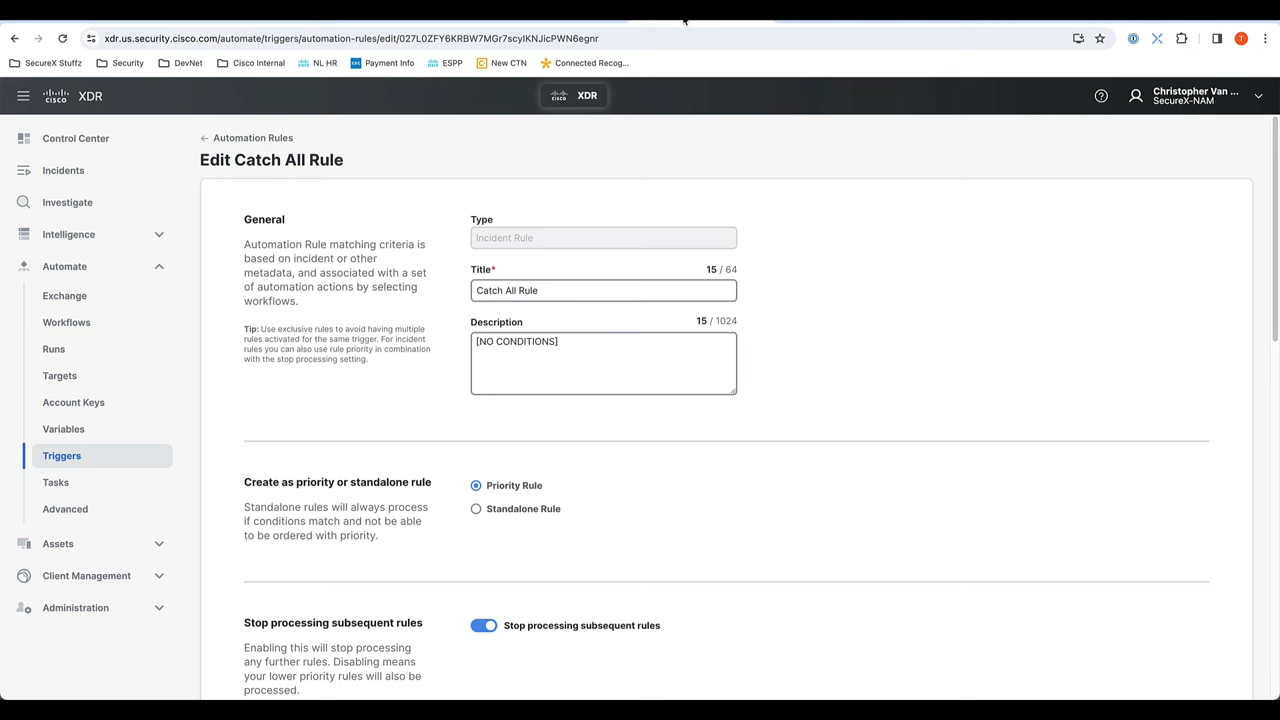 xdr.us.security.cisco.com/automate/triggers/automation-rules/edit/027L0ZFY6KRBW7MGr7scyIKNJicPWN6egnr
T
SecureX Stuffz
Security
DevNet
Cisco Internal
NL HR
Payment Info
ESPP
New CTN
Connected Recog...
cisco XDR
cisco XDR
Christopher Van ...
SecureX-NAM
Control Center
Incidents
Investigate
Intelligence
Automate
Exchange
Workflows
Runs
Targets
Account Keys
Variables
Triggers
Tasks
Advanced
Assets
Client Management
Administration
← Automation Rules
Edit Catch All Rule
General
Automation Rule matching criteria is
based on incident or other
metadata, and associated with a set
of automation actions by selecting
workflows.
Tip: Use exclusive rules to avoid having multiple
rules activated for the same trigger. For incident
rules you can also use rule priority in combination
with the stop processing setting.
Type
Incident Rule
Title* 15 / 64
Catch All Rule
Description 15 / 1024
[NO CONDITIONS]
Create as priority or standalone rule
Standalone rules will always process
if conditions match and not be able
to be ordered with priority.
Priority Rule
Standalone Rule
Stop processing subsequent rules
Enabling this will stop processing
any further rules. Disabling means
your lower priority rules will also be
processed.
Stop processing subsequent rules